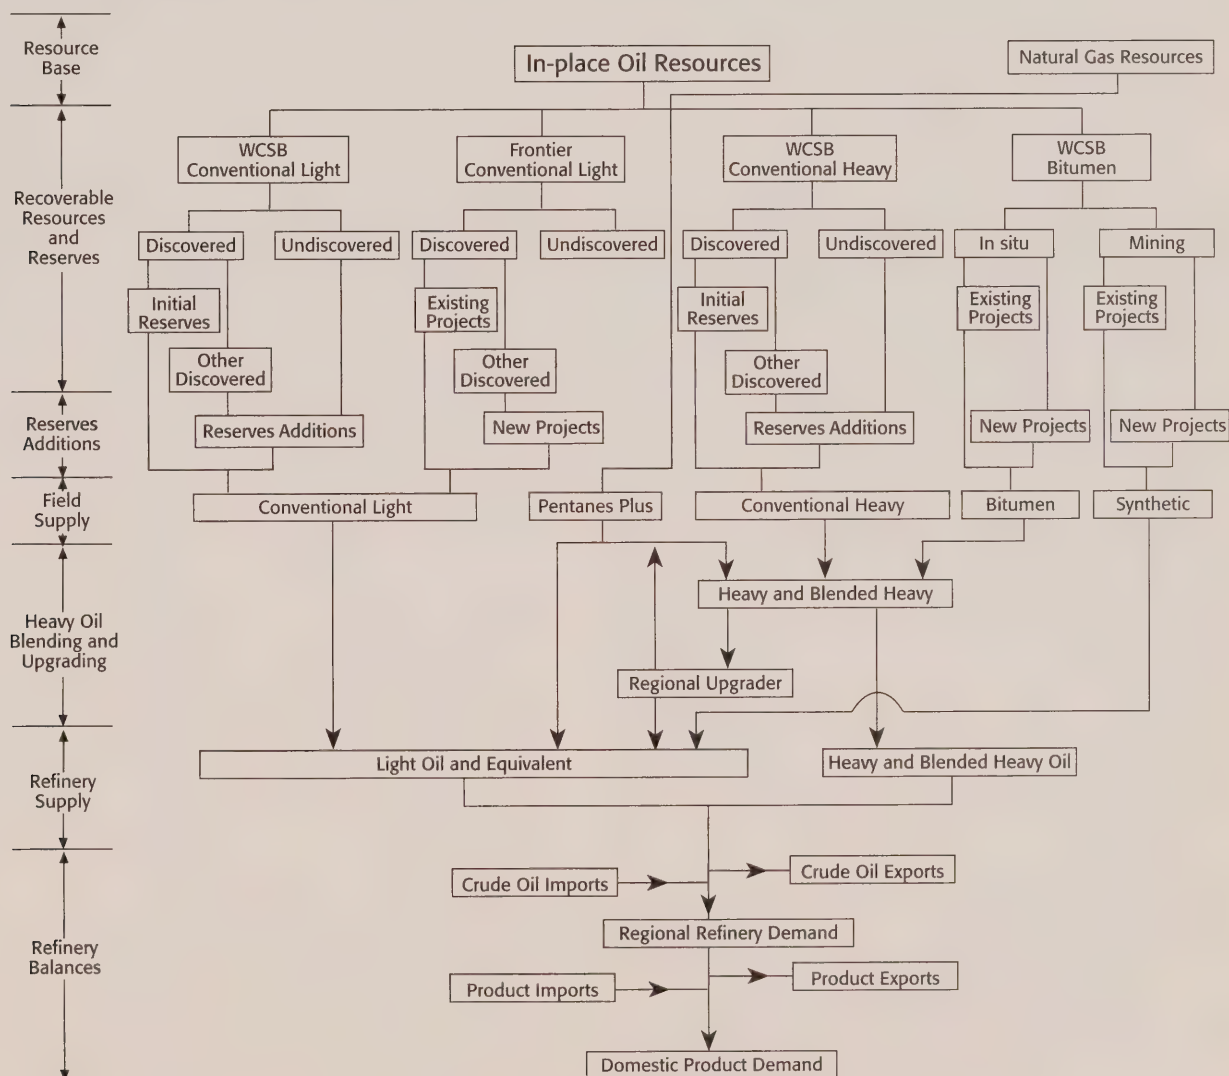 Resource
Base
In-place Oil Resources
Natural Gas Resources
Recoverable
Resources
and
Reserves
WCSB
Conventional Light
Frontier
Conventional Light
WCSB
Conventional Heavy
WCSB
Bitumen
Discovered
Undiscovered
Discovered
Undiscovered
Discovered
Undiscovered
In situ
Mining
Initial
Reserves
Existing
Projects
Initial
Reserves
Existing
Projects
Existing
Projects
Other
Discovered
Other
Discovered
Other
Discovered
Reserves
Additions
Reserves Additions
New Projects
Reserves Additions
New Projects
New Projects
Field
Supply
Conventional Light
Pentanes Plus
Conventional Heavy
Bitumen
Synthetic
Heavy Oil
Blending and
Upgrading
Heavy and Blended Heavy
Regional Upgrader
Refinery
Supply
Light Oil and Equivalent
Heavy and Blended Heavy Oil
Refinery
Balances
Crude Oil Imports
Crude Oil Exports
Regional Refinery Demand
Product Imports
Product Exports
Domestic Product Demand